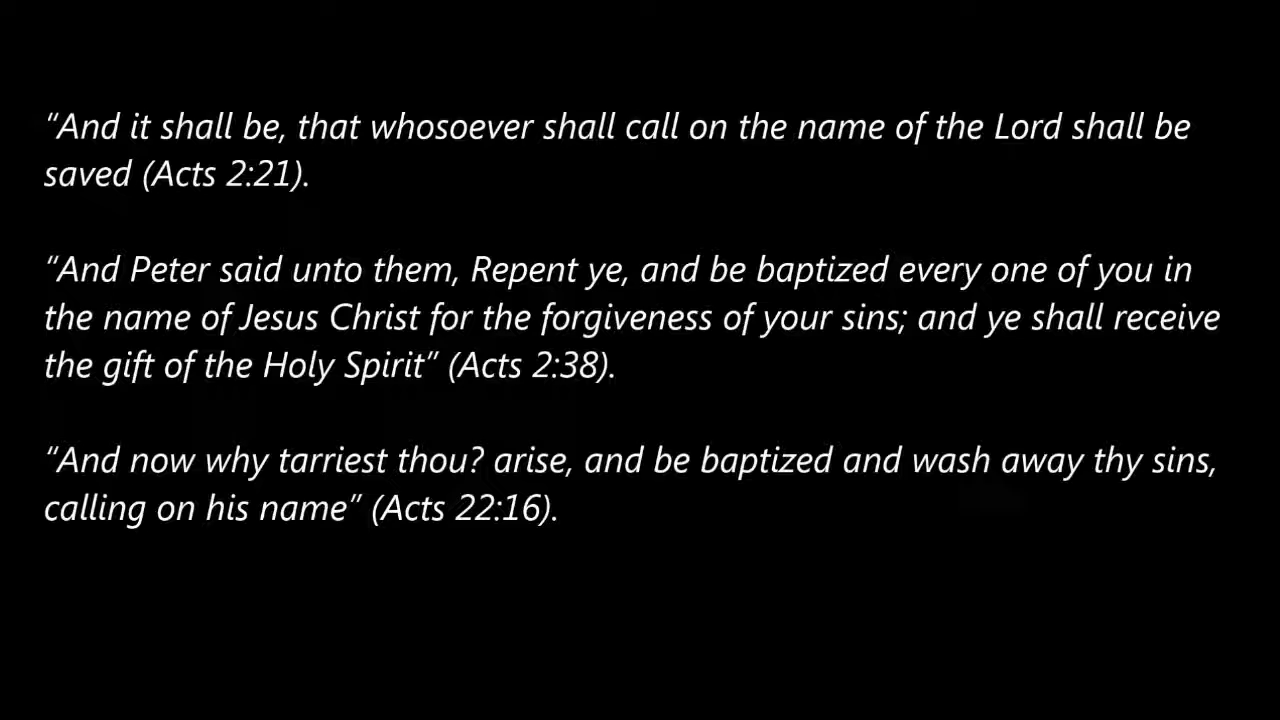 “And it shall be, that whosoever shall call on the name of the Lord shall be
saved (Acts 2:21).
“And Peter said unto them, Repent ye, and be baptized every one of you in
the name of Jesus Christ for the forgiveness of your sins; and ye shall receive
the gift of the Holy Spirit” (Acts 2:38).
“And now why tarriest thou? arise, and be baptized and wash away thy sins,
calling on his name” (Acts 22:16).